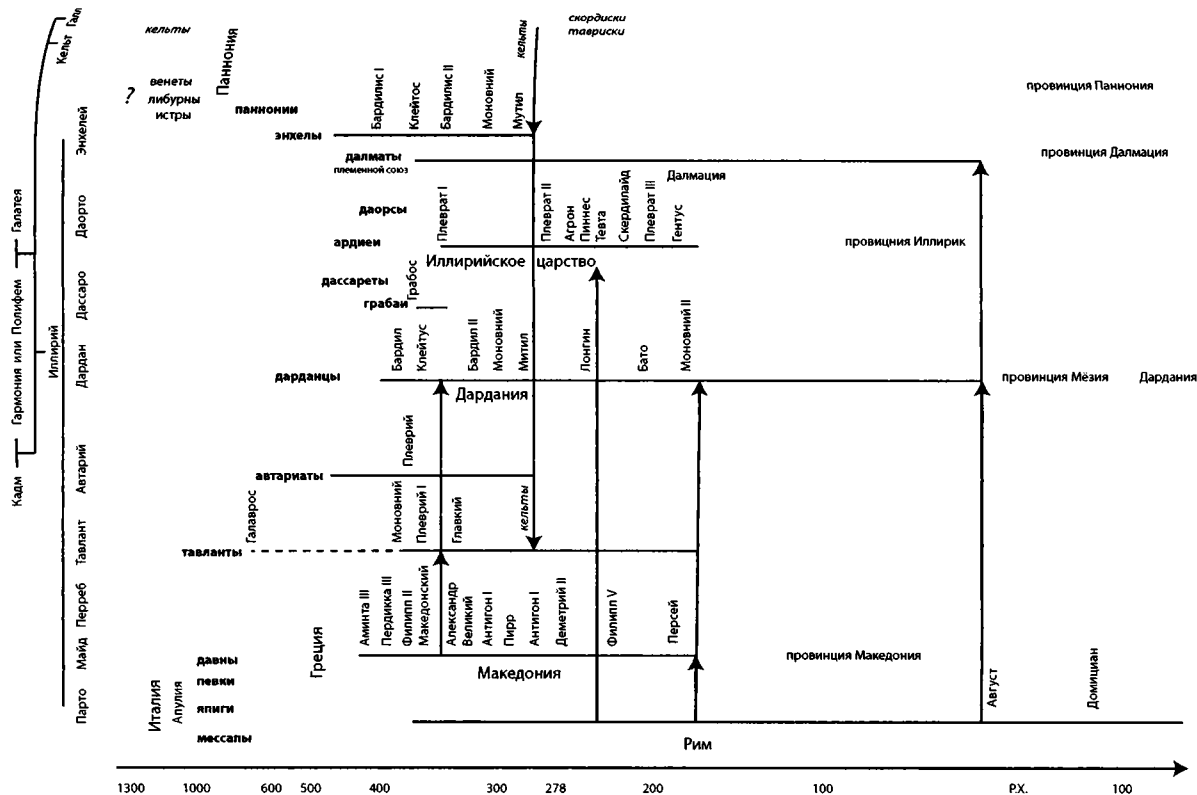 Галл
Кельт
кельты
скордиски
тавриски
кельты
Паннония
?
венеты
либурны
истры
паннонии
Бардилис I
Клейтос
Бардилис II
Моновний
Мутил
провинция Паннония
Энхелей
энхелы
далматы
племенной союз
провинция Далмация
Далмация
Галатея
Даорто
даорсы
Плеврат I
Плеврат II
Агрон
Пиннес
Тевта
Скердилайд
Плеврат III
Гентус
ардиеи
провицния Иллирик
Иллирийское царство
Гармония или Полифем
Иллирий
Дассаро
дассареты
Грабос
грабаи
Дардан
Бардил
Клейтус
Бардил II
Моновний
Митил
Лонгин
Бато
Моновний II
дарданцы
Дардания
провинция Мёзия
Дардания
Кадм
Автарий
Плеврий
автариаты
Тавлант
Галаврос
Моновний
Плеврий I
Главкий
кельты
тавланты
Перреб
Майд
Греция
Аминта III
Пердикка III
Филипп II
Македонский
Александр
Великий
Антигон I
Пирр
Антигон I
Деметрий II
Филипп V
Персей
давны
Македония
провинция Македония
Парто
Италия
Апулия
певки
япиги
мессапы
Август
Домициан
Рим
1300 1000 600 500 400 300 278 200 100 Р.Х. 100